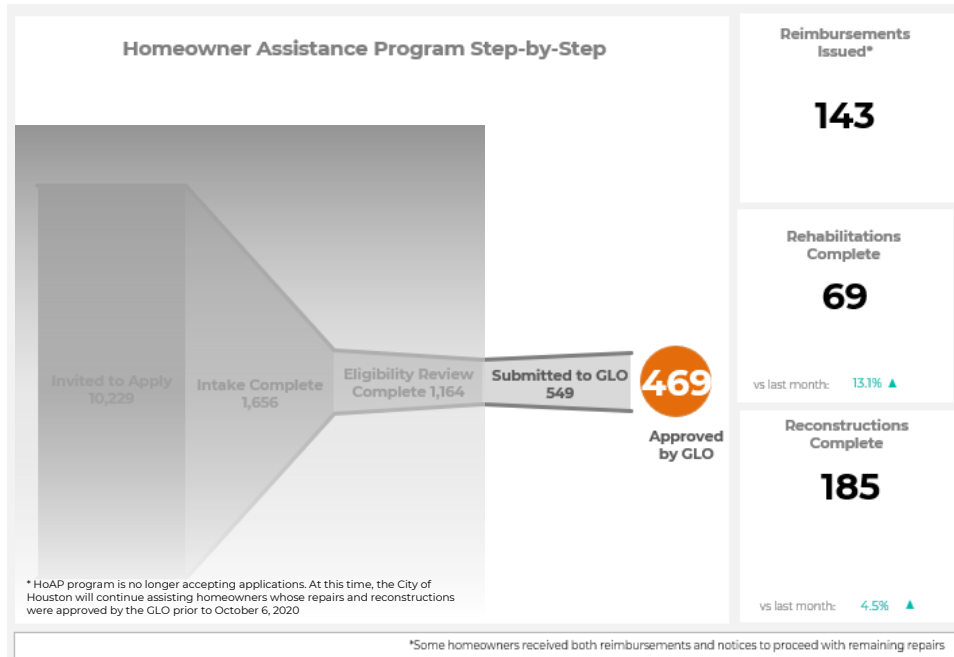 Homeowner Assistance Program Step-by-Step
Invited to Apply
10,229
Intake Complete
1,656
Eligibility Review
Complete 1,164
Submitted to GLO
549
469
Approved
by GLO
* HoAP program is no longer accepting applications. At this time, the City of
Houston will continue assisting homeowners whose repairs and reconstructions
were approved by the GLO prior to October 6, 2020
Reimbursements
Issued*
143
Rehabilitations
Complete
69
vs last month: 13.1% ▲
Reconstructions
Complete
185
vs last month: 4.5% ▲
*Some homeowners received both reimbursements and notices to proceed with remaining repairs